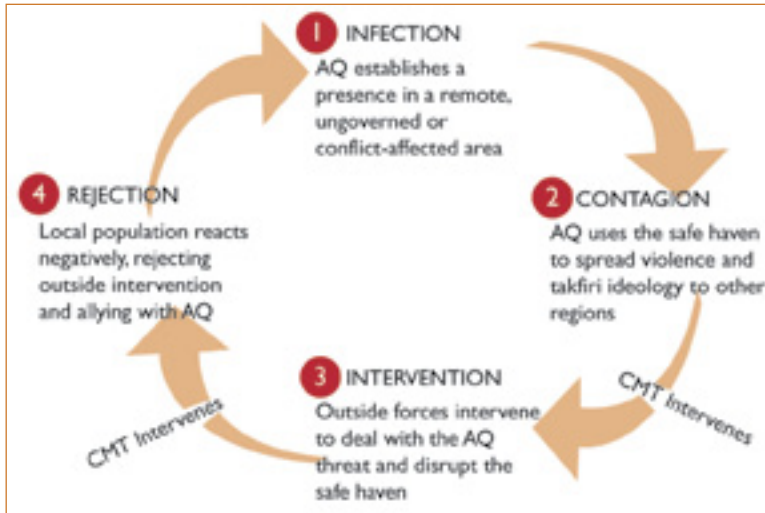 1 INFECTION
AQ establishes a
presence in a remote,
ungoverned or
conflict-affected area
2 CONTAGION
AQ uses the safe haven
to spread violence and
takfiri ideology to other
regions
CMT Intervenes
3 INTERVENTION
Outside forces intervene
to deal with the AQ
threat and disrupt the
safe haven
CMT Intervenes
4 REJECTION
Local population reacts
negatively, rejecting
outside intervention
and allying with AQ